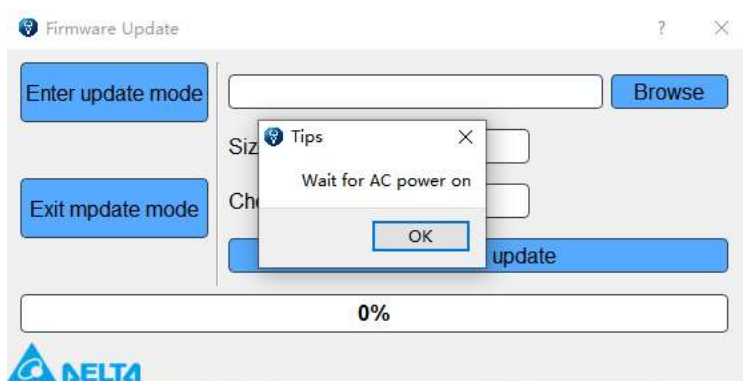 Firmware Update
?
Enter update mode
Browse
Siz
Tips
Wait for AC power on
Exit mpdate mode
Che
OK
update
0%
DELTA